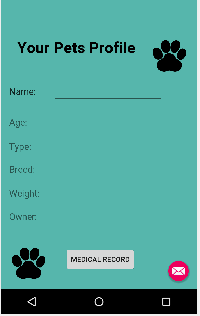 Your Pets Profile
Name:
Age:
Type:
Breed:
Weight:
Owner:
MEDICAL RECORD